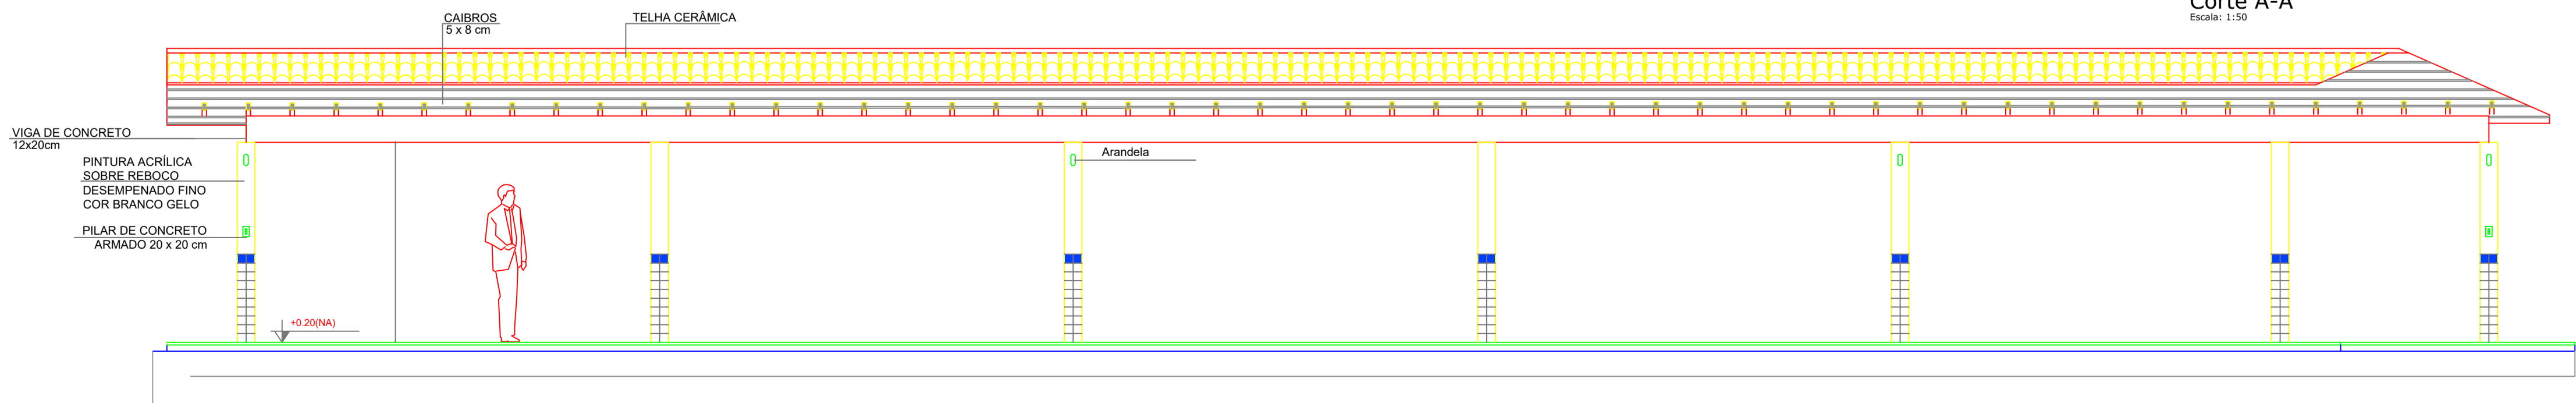 Corte A-A
Escala: 1:50
CAIBROS
5 x 8 cm
TELHA CERÂMICA
VIGA DE CONCRETO
12x20cm
PINTURA ACRÍLICA
SOBRE REBOCO
DESEMPENADO FINO
COR BRANCO GELO
Arandela
PILAR DE CONCRETO
ARMADO 20 x 20 cm
+0.20(NA)